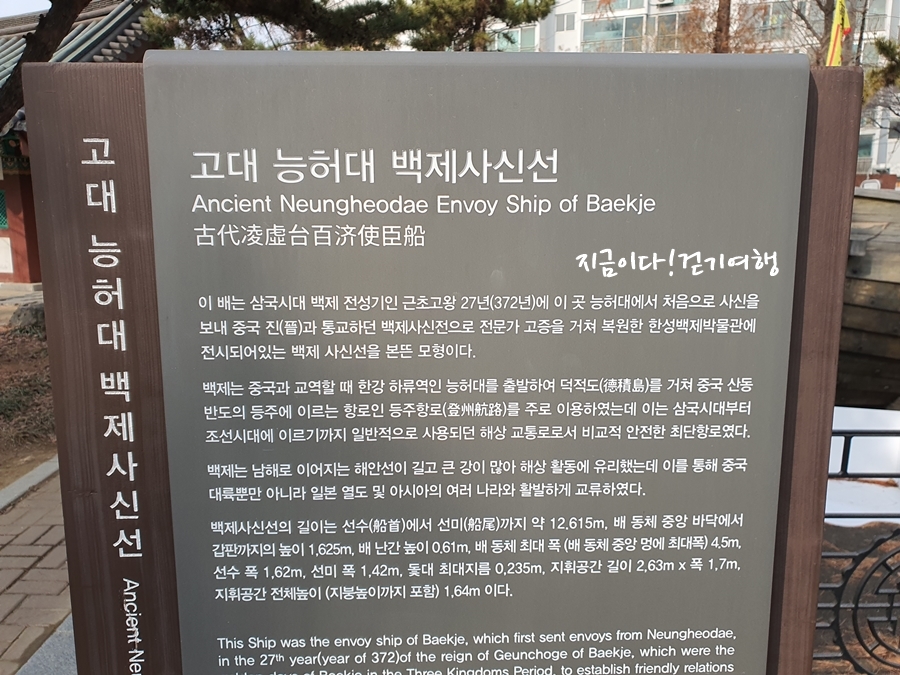 고대 능허대 백제사신선
Ancient Neungheodae Envoy Ship of Baekje
古代凌虛台百济使臣船
지금이다!걷기여행
이 배는 삼국시대 백제 전성기인 근초고왕 27년(372년)에 이 곳 능허대에서 처음으로 사신을
보내 중국 진(晉)과 통교하던 백제사신선으로 전문가 고증을 거쳐 복원한 한성백제박물관에
전시되어있는 백제 사신선을 본뜬 모형이다.
백제는 중국과 교역할 때 한강 하류역인 능허대를 출발하여 덕적도(德積島)를 거쳐 중국 산동
반도의 등주에 이르는 항로인 등주항로(登州航路)를 주로 이용하였는데 이는 삼국시대부터
조선시대에 이르기까지 일반적으로 사용되던 해상 교통로로서 비교적 안전한 최단항로였다.
백제는 남해로 이어지는 해안선이 길고 큰 강이 많아 해상 활동에 유리했는데 이를 통해 중국
대륙뿐만 아니라 일본 열도 및 아시아의 여러 나라와 활발하게 교류하였다.
백제사신선의 길이는 선수(船首)에서 선미(船尾)까지 약 12,615m, 배 동체 중앙 바닥에서
갑판까지의 높이 1,625m, 배 난간 높이 0.61m, 배 동체 최대 폭 (배 동체 중앙 멍에 최대폭) 4,5m,
선수 폭 1,62m, 선미 폭 1,42m, 돛대 최대지름 0,235m, 지휘공간 길이 2,63m x 폭 1,7m,
지휘공간 전체높이 (지붕높이까지 포함) 1,64m 이다.
This Ship was the envoy ship of Baekje, which first sent envoys from Neungheodae,
in the 27th year(year of 372)of the reign of Geunchoge of Baekje, which were the
days of Baekje in the Three Kingdoms Period, to establish friendly relations
고대 능허대 백제사신선
Ancient